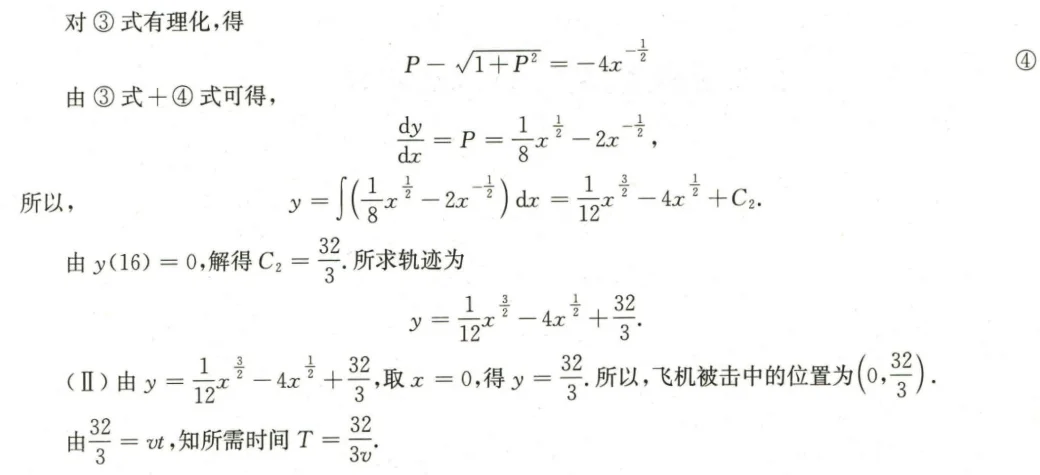 对 ③ 式有理化,得
$P-\sqrt{1+P^2}=-4x^{-\frac{1}{2}}$ ④
由 ③ 式 + ④ 式可得,
$\frac{dy}{dx}=P=\frac{1}{8}x^{\frac{1}{2}}-2x^{-\frac{1}{2}},$
所以, $y=\int\left(\frac{1}{8}x^{\frac{1}{2}}-2x^{-\frac{1}{2}}\right)dx=\frac{1}{12}x^{\frac{3}{2}}-4x^{\frac{1}{2}}+C_2.$
由 $y(16)=0$,解得 $C_2=\frac{32}{3}$.所求轨迹为
$y=\frac{1}{12}x^{\frac{3}{2}}-4x^{\frac{1}{2}}+\frac{32}{3}.$
(Ⅱ) 由 $y=\frac{1}{12}x^{\frac{3}{2}}-4x^{\frac{1}{2}}+\frac{32}{3}$,取 $x=0$,得 $y=\frac{32}{3}$.所以,飞机被击中的位置为$\left(0,\frac{32}{3}\right)$.
由$\frac{32}{3}=vt$,知所需时间 $T=\frac{32}{3v}$.